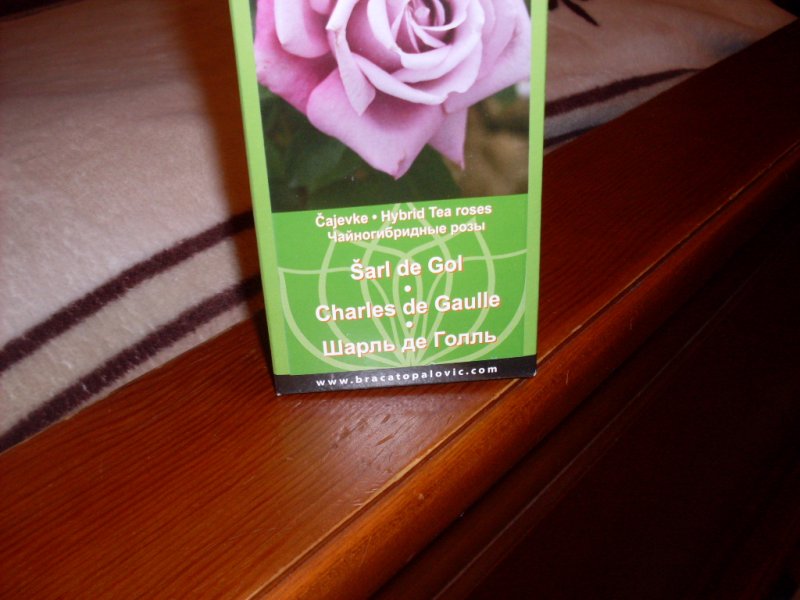 Čajevke • Hybrid Tea roses
Чайногибридные розы
Šarl de Gol
•
Charles de Gaulle
•
Шарль де Голль
www.bracatopalovic.com